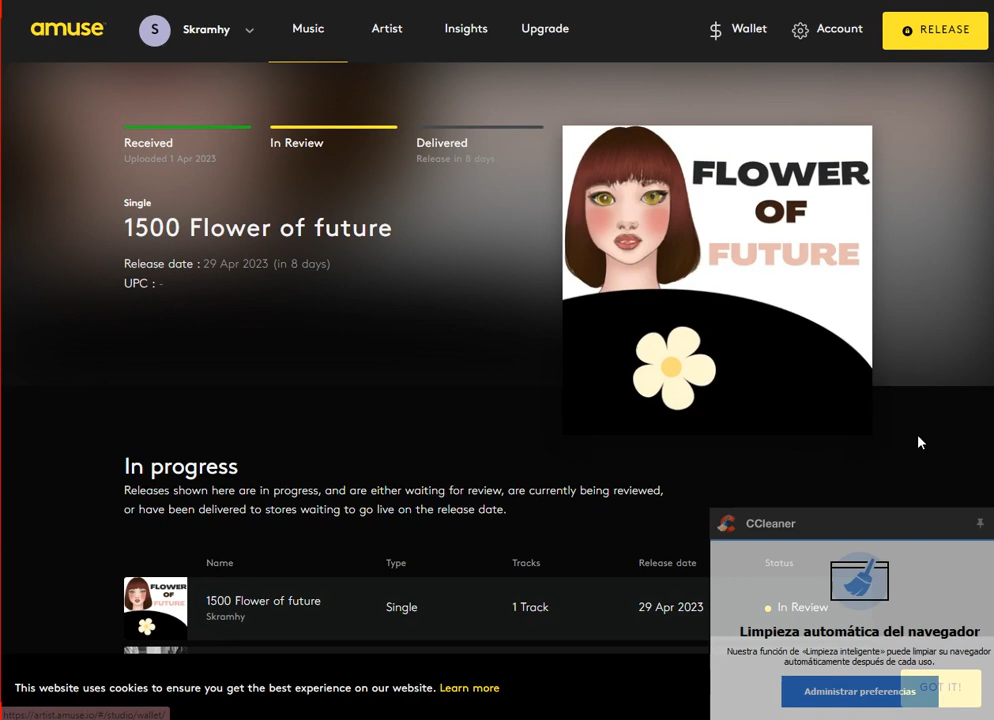 amuse
S
Skramhy
Music
Artist
Insights
Upgrade
Wallet
Account
RELEASE
Received
Uploaded 1 Apr 2023
In Review
Delivered
Release in 8 days
Single
1500 Flower of future
Release date : 29 Apr 2023 (in 8 days)
UPC : -
FLOWER
OF
FUTURE
In progress
Releases shown here are in progress, and are either waiting for review, are currently being reviewed,
or have been delivered to stores waiting to go live on the release date.
Name
Type
Tracks
Release date
Status
FLOWER
OF
FUTURE
1500 Flower of future
Skramhy
Single
1 Track
29 Apr 2023
In Review
CCleaner
Limpieza automática del navegador
Nuestra función de «Limpieza inteligente» puede limpiar su navegador
automáticamente después de cada uso.
Administrar preferencias
GOT IT!
This website uses cookies to ensure you get the best experience on our website. Learn more
https://artist.amuse.io/#/studio/wallet/